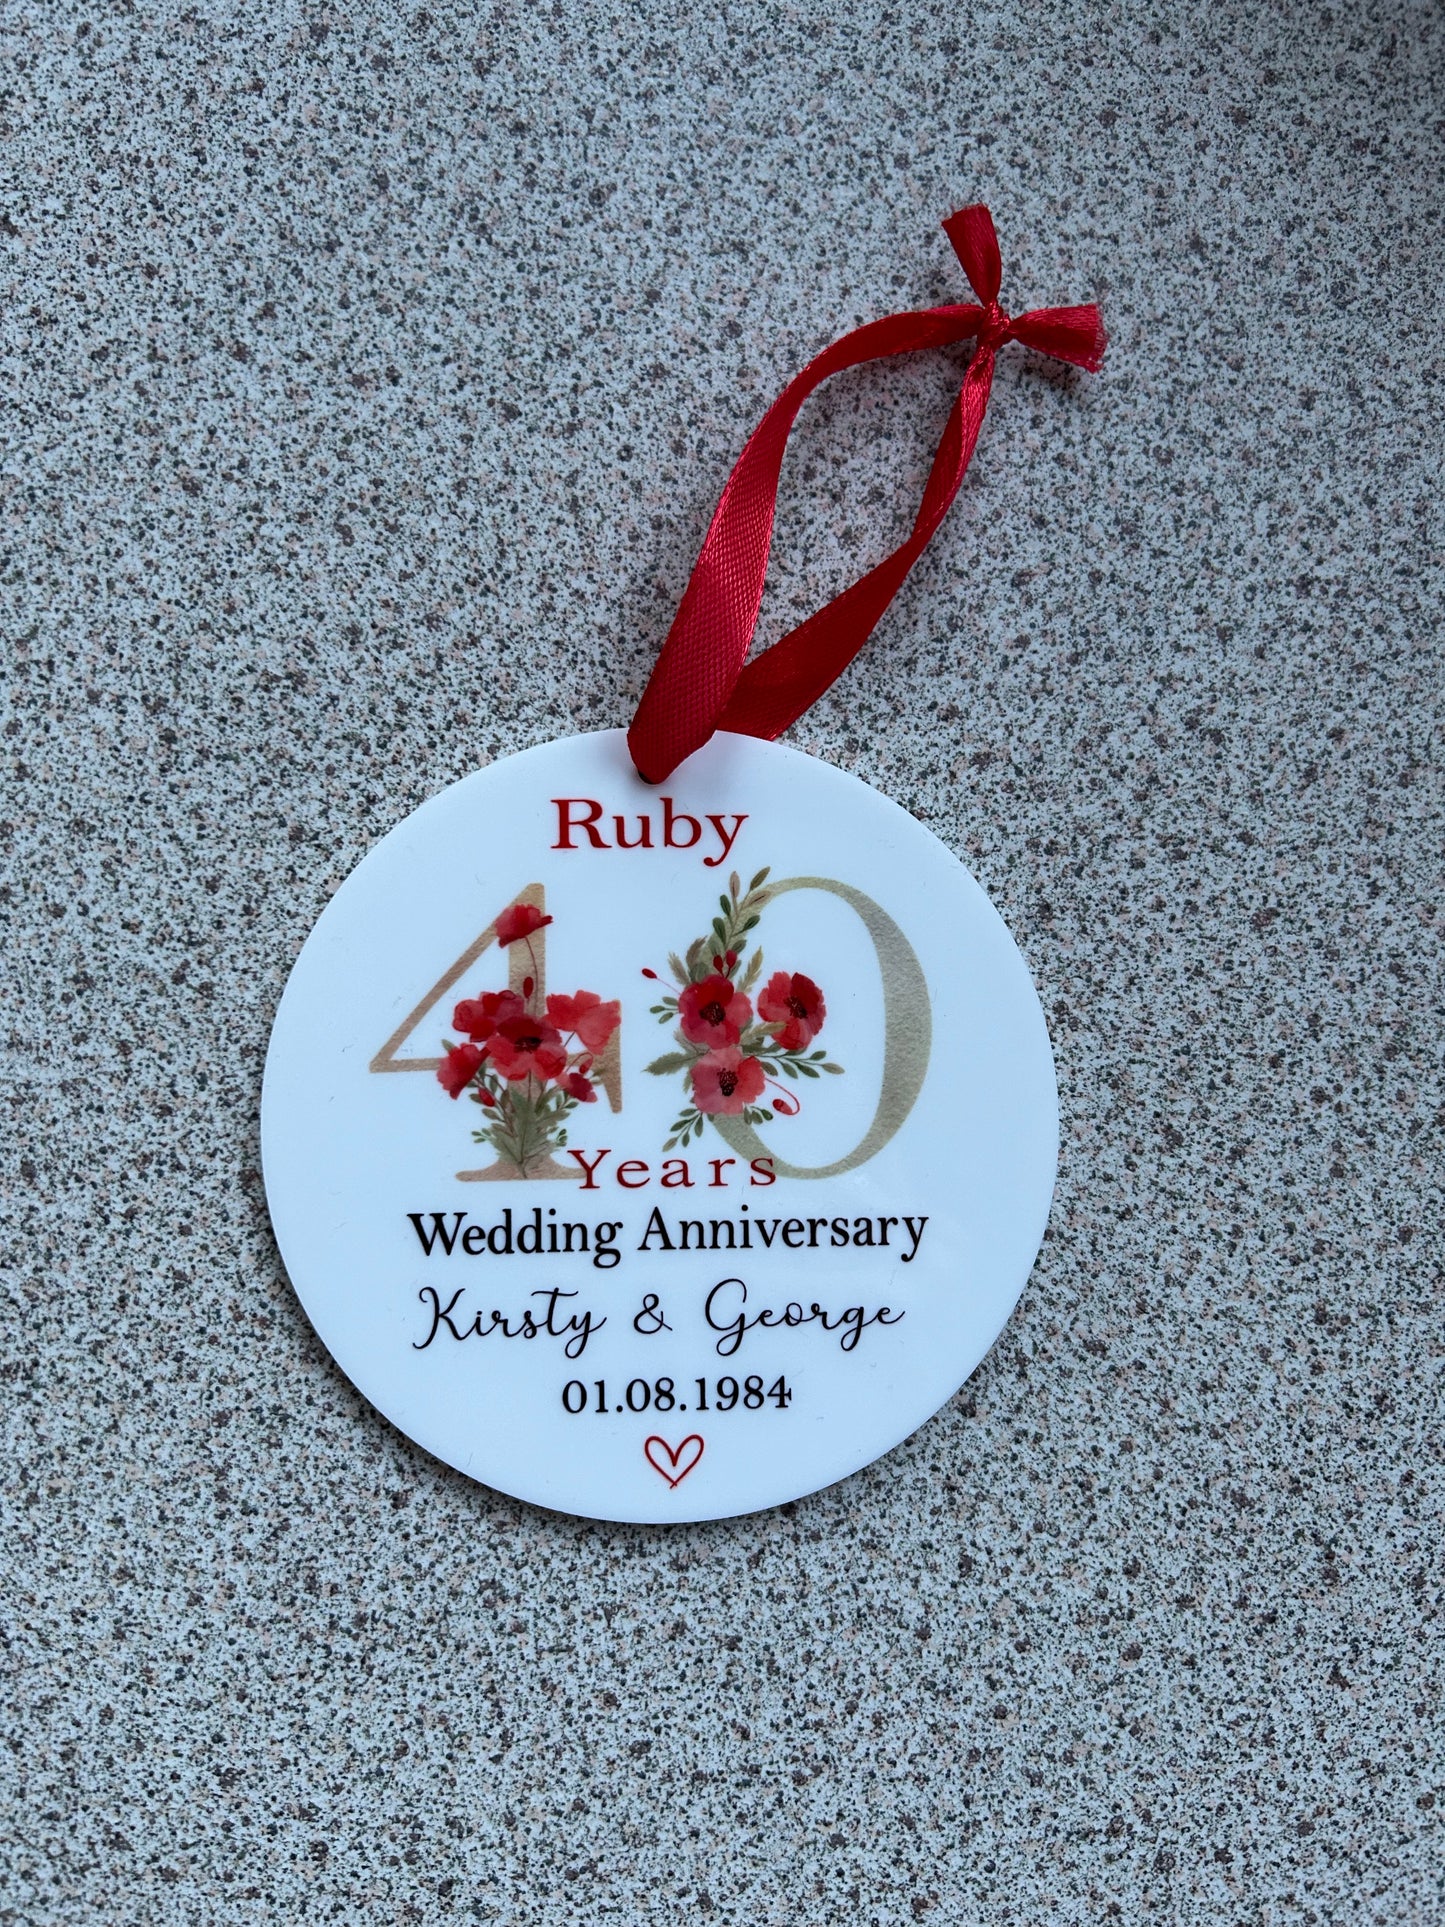 Ruby
40
Years
Wedding Anniversary
Kirsty & George
01.08.1984